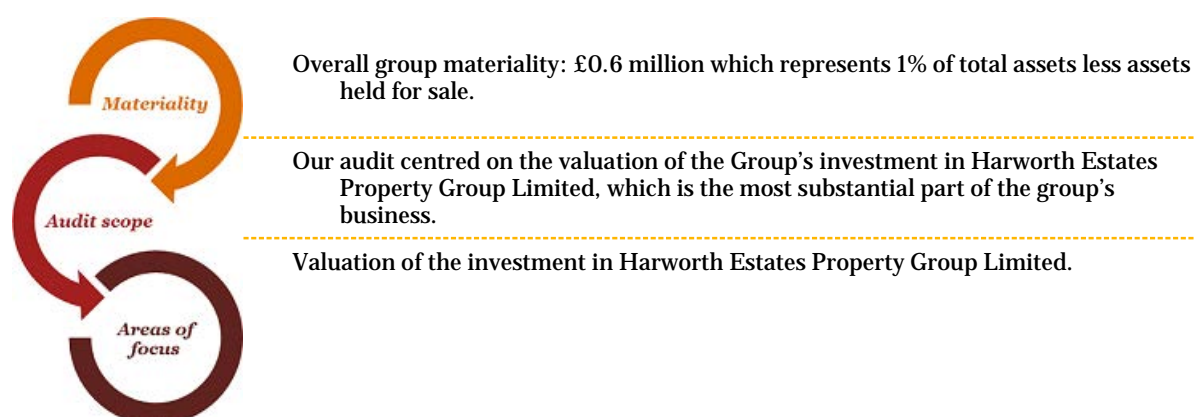 Materiality
Overall group materiality: £0.6 million which represents 1% of total assets less assets
held for sale.
Audit scope
Our audit centred on the valuation of the Group's investment in Harworth Estates
Property Group Limited, which is the most substantial part of the group's
business.
Areas of
focus
Valuation of the investment in Harworth Estates Property Group Limited.